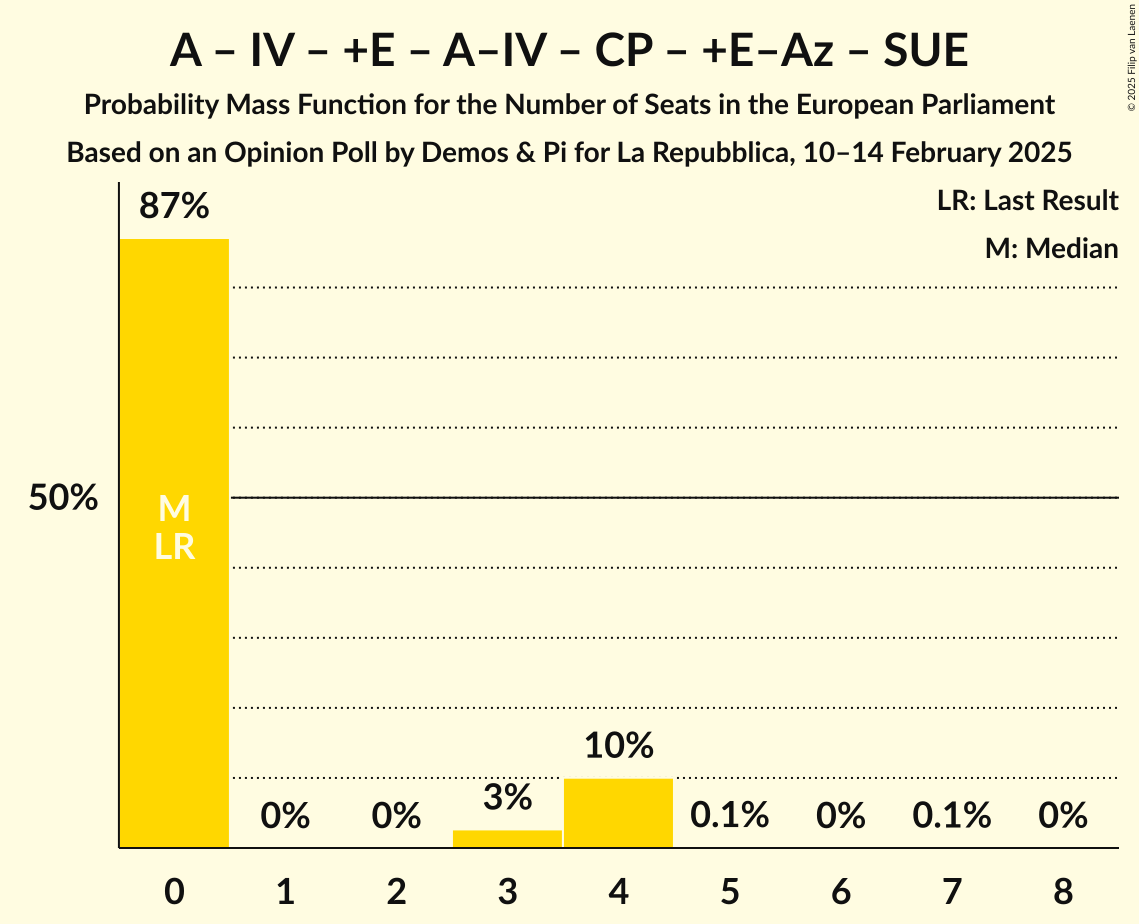 A – IV – +E – A–IV – CP – +E–Az – SUE
Probability Mass Function for the Number of Seats in the European Parliament
Based on an Opinion Poll by Demos & Pi for La Repubblica, 10–14 February 2025
© 2025 Filip van Laenen
LR: Last Result
M: Median
87%
50%
M
LR
0%
0%
3%
10%
0.1%
0%
0.1%
0%
0
1
2
3
4
5
6
7
8